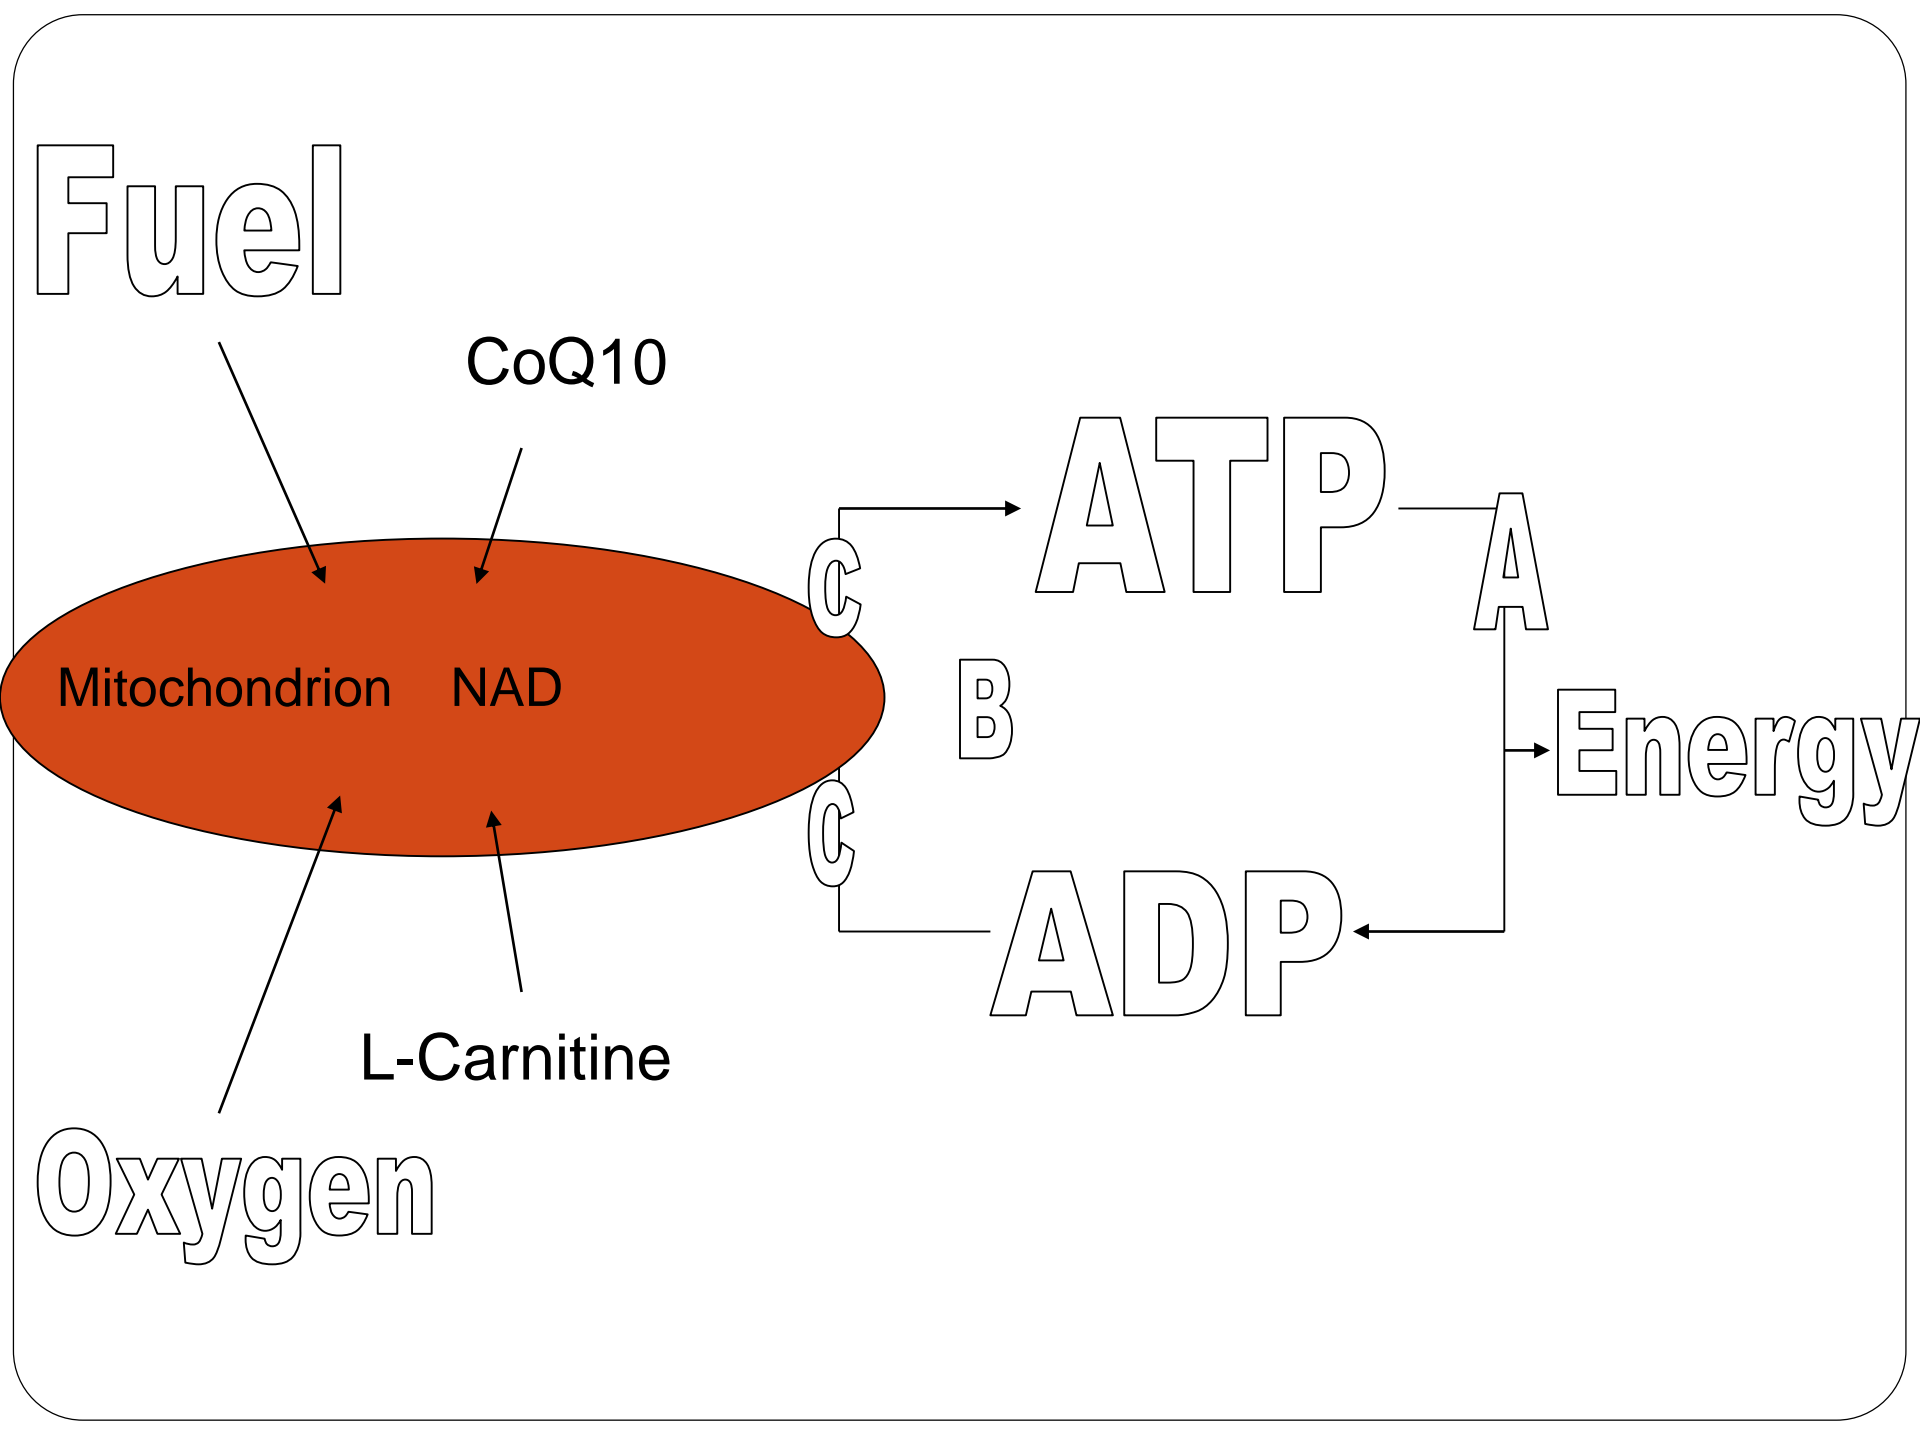 Fuel
CoQ10
ATP
A
C
B
Mitochondrion NAD
Energy
C
ADP
L-Carnitine
Oxygen